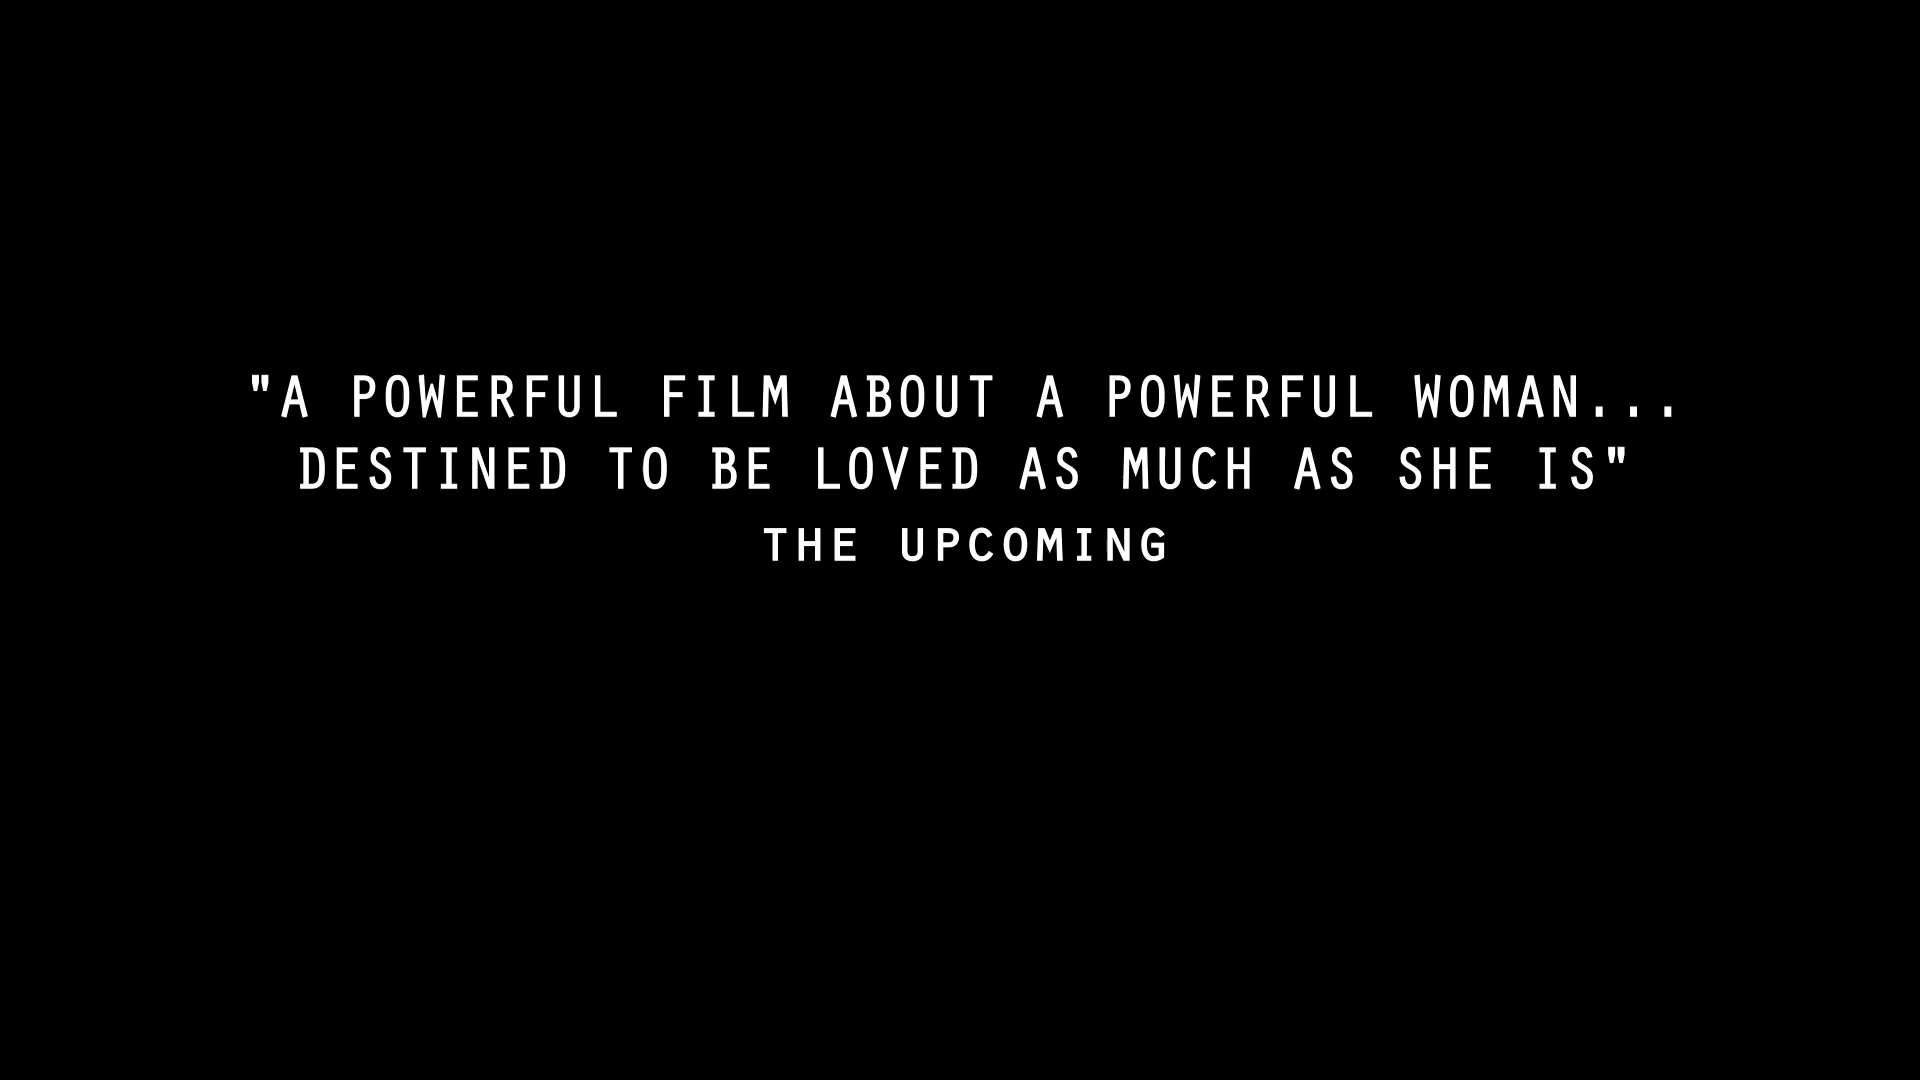 "A POWERFUL FILM ABOUT A POWERFUL WOMAN...
DESTINED TO BE LOVED AS MUCH AS SHE IS"
THE UPCOMING